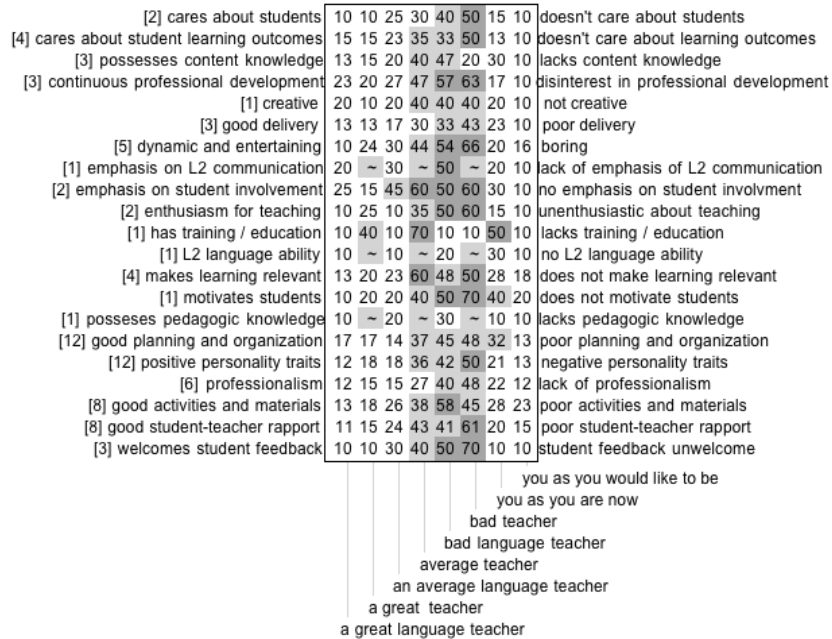 [2] cares about students 10 10 25 30 40 50 15 10 doesn't care about students
[4] cares about student learning outcomes 15 15 23 35 33 50 13 10 doesn't care about learning outcomes
[3] possesses content knowledge 13 15 20 40 47 20 30 10 lacks content knowledge
[3] continuous professional development 23 20 27 47 57 63 17 10 disinterest in professional development
[1] creative 20 10 20 40 40 40 20 10 not creative
[3] good delivery 13 13 17 30 33 43 23 10 poor delivery
[5] dynamic and entertaining 10 24 30 44 54 66 20 16 boring
[1] emphasis on L2 communication 20 ~ 30 ~ 50 ~ 20 10 lack of emphasis of L2 communication
[2] emphasis on student involvement 25 15 45 60 50 60 30 10 no emphasis on student involvment
[2] enthusiasm for teaching 10 25 10 35 50 60 15 10 unenthusiastic about teaching
[1] has training / education 10 40 10 70 10 10 50 10 lacks training / education
[1] L2 language ability 10 ~ 10 ~ 20 ~ 30 10 no L2 language ability
[4] makes learning relevant 13 20 23 60 48 50 28 18 does not make learning relevant
[1] motivates students 10 20 20 40 50 70 40 20 does not motivate students
[1] posseses pedagogic knowledge 10 ~ 20 ~ 30 ~ 10 10 lacks pedagogic knowledge
[12] good planning and organization 17 17 14 37 45 48 32 13 poor planning and organization
[12] positive personality traits 12 18 18 36 42 50 21 13 negative personality traits
[6] professionalism 12 15 15 27 40 48 22 12 lack of professionalism
[8] good activities and materials 13 18 26 38 58 45 28 23 poor activities and materials
[8] good student-teacher rapport 11 15 24 43 41 61 20 15 poor student-teacher rapport
[3] welcomes student feedback 10 10 30 40 50 70 10 10 student feedback unwelcome
you as you would like to be
you as you are now
bad teacher
bad language teacher
average teacher
an average language teacher
a great teacher
a great language teacher